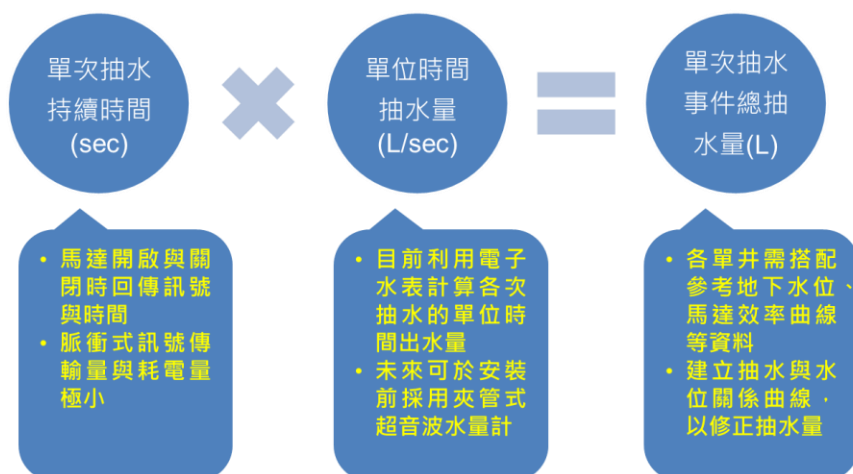 單次抽水
持續時間
(sec)
單位時間
抽水量
(L/sec)
單次抽水
事件總抽
水量(L)
• 馬達開啟與關
閉時回傳訊號
與時間
• 脈衝式訊號傳
輸量與耗電量
極小
• 目前利用電子
水表計算各次
抽水的單位時
間出水量
• 未來可於安裝
前採用夾管式
超音波水量計
• 各單井需搭配
參考地下水位、
馬達效率曲線
等資料
• 建立抽水與水
位關係曲線，
以修正抽水量